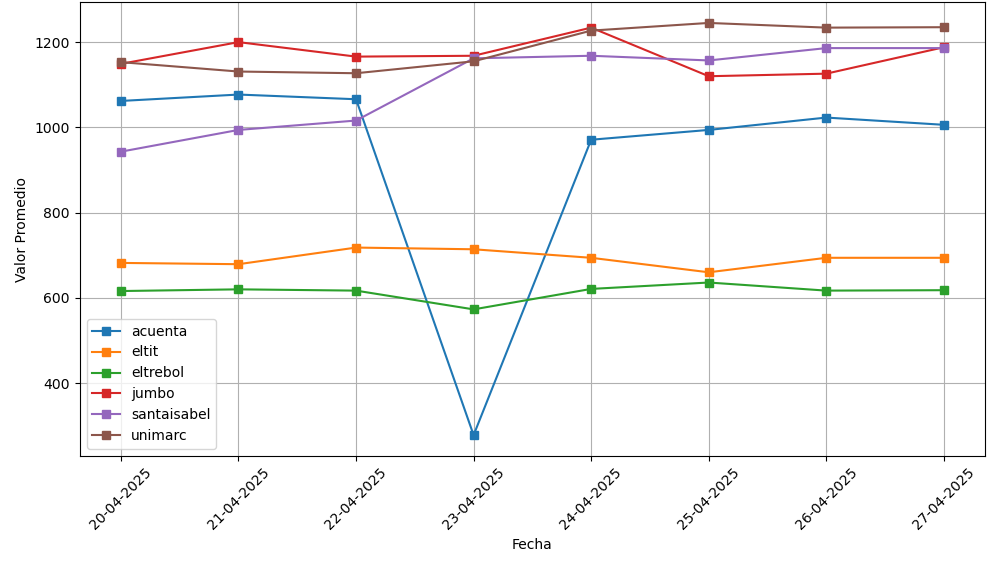 1200
1000
800
600
400
Valor Promedio
acuenta
eltit
eltrebol
jumbo
santaisabel
unimarc
20-04-2025
21-04-2025
22-04-2025
23-04-2025
24-04-2025
25-04-2025
26-04-2025
27-04-2025
Fecha